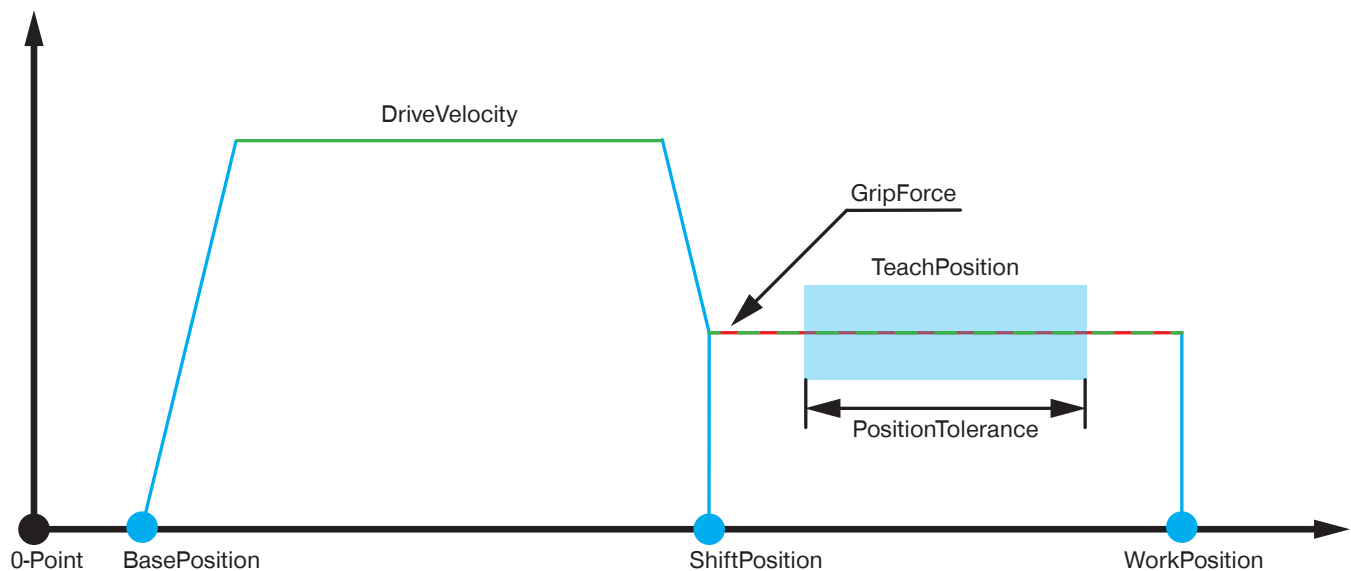 DriveVelocity
GripForce
TeachPosition
PositionTolerance
0-Point
BasePosition
ShiftPosition
WorkPosition